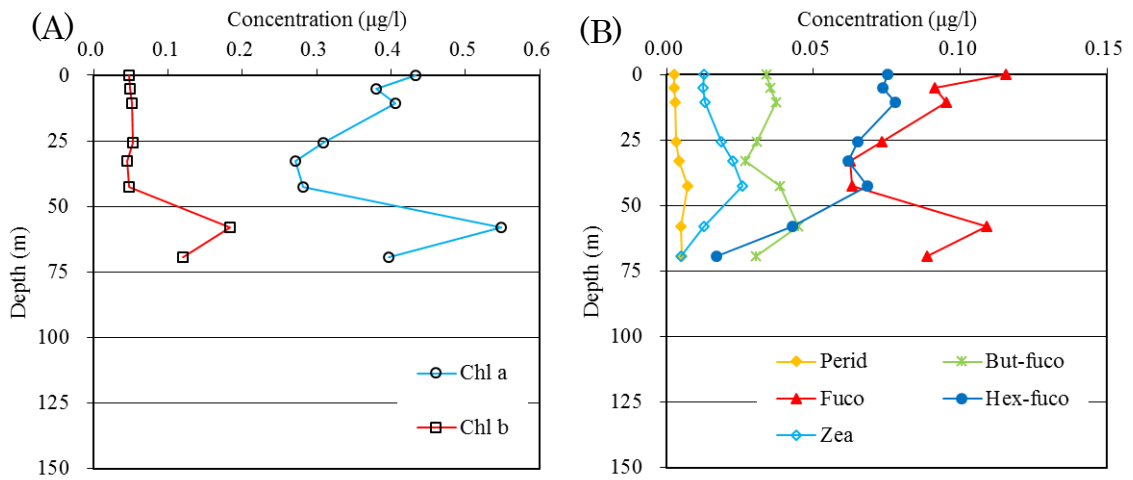 (A)
Concentration (µg/l)
0.0 0.1 0.2 0.3 0.4 0.5 0.6
0
25
50
75
100
125
150
Depth (m)
Chl a
Chl b
(B)
Concentration (µg/l)
0.00 0.05 0.10 0.15
0
25
50
75
100
125
150
Depth (m)
Perid But-fuco
Fuco Hex-fuco
Zea